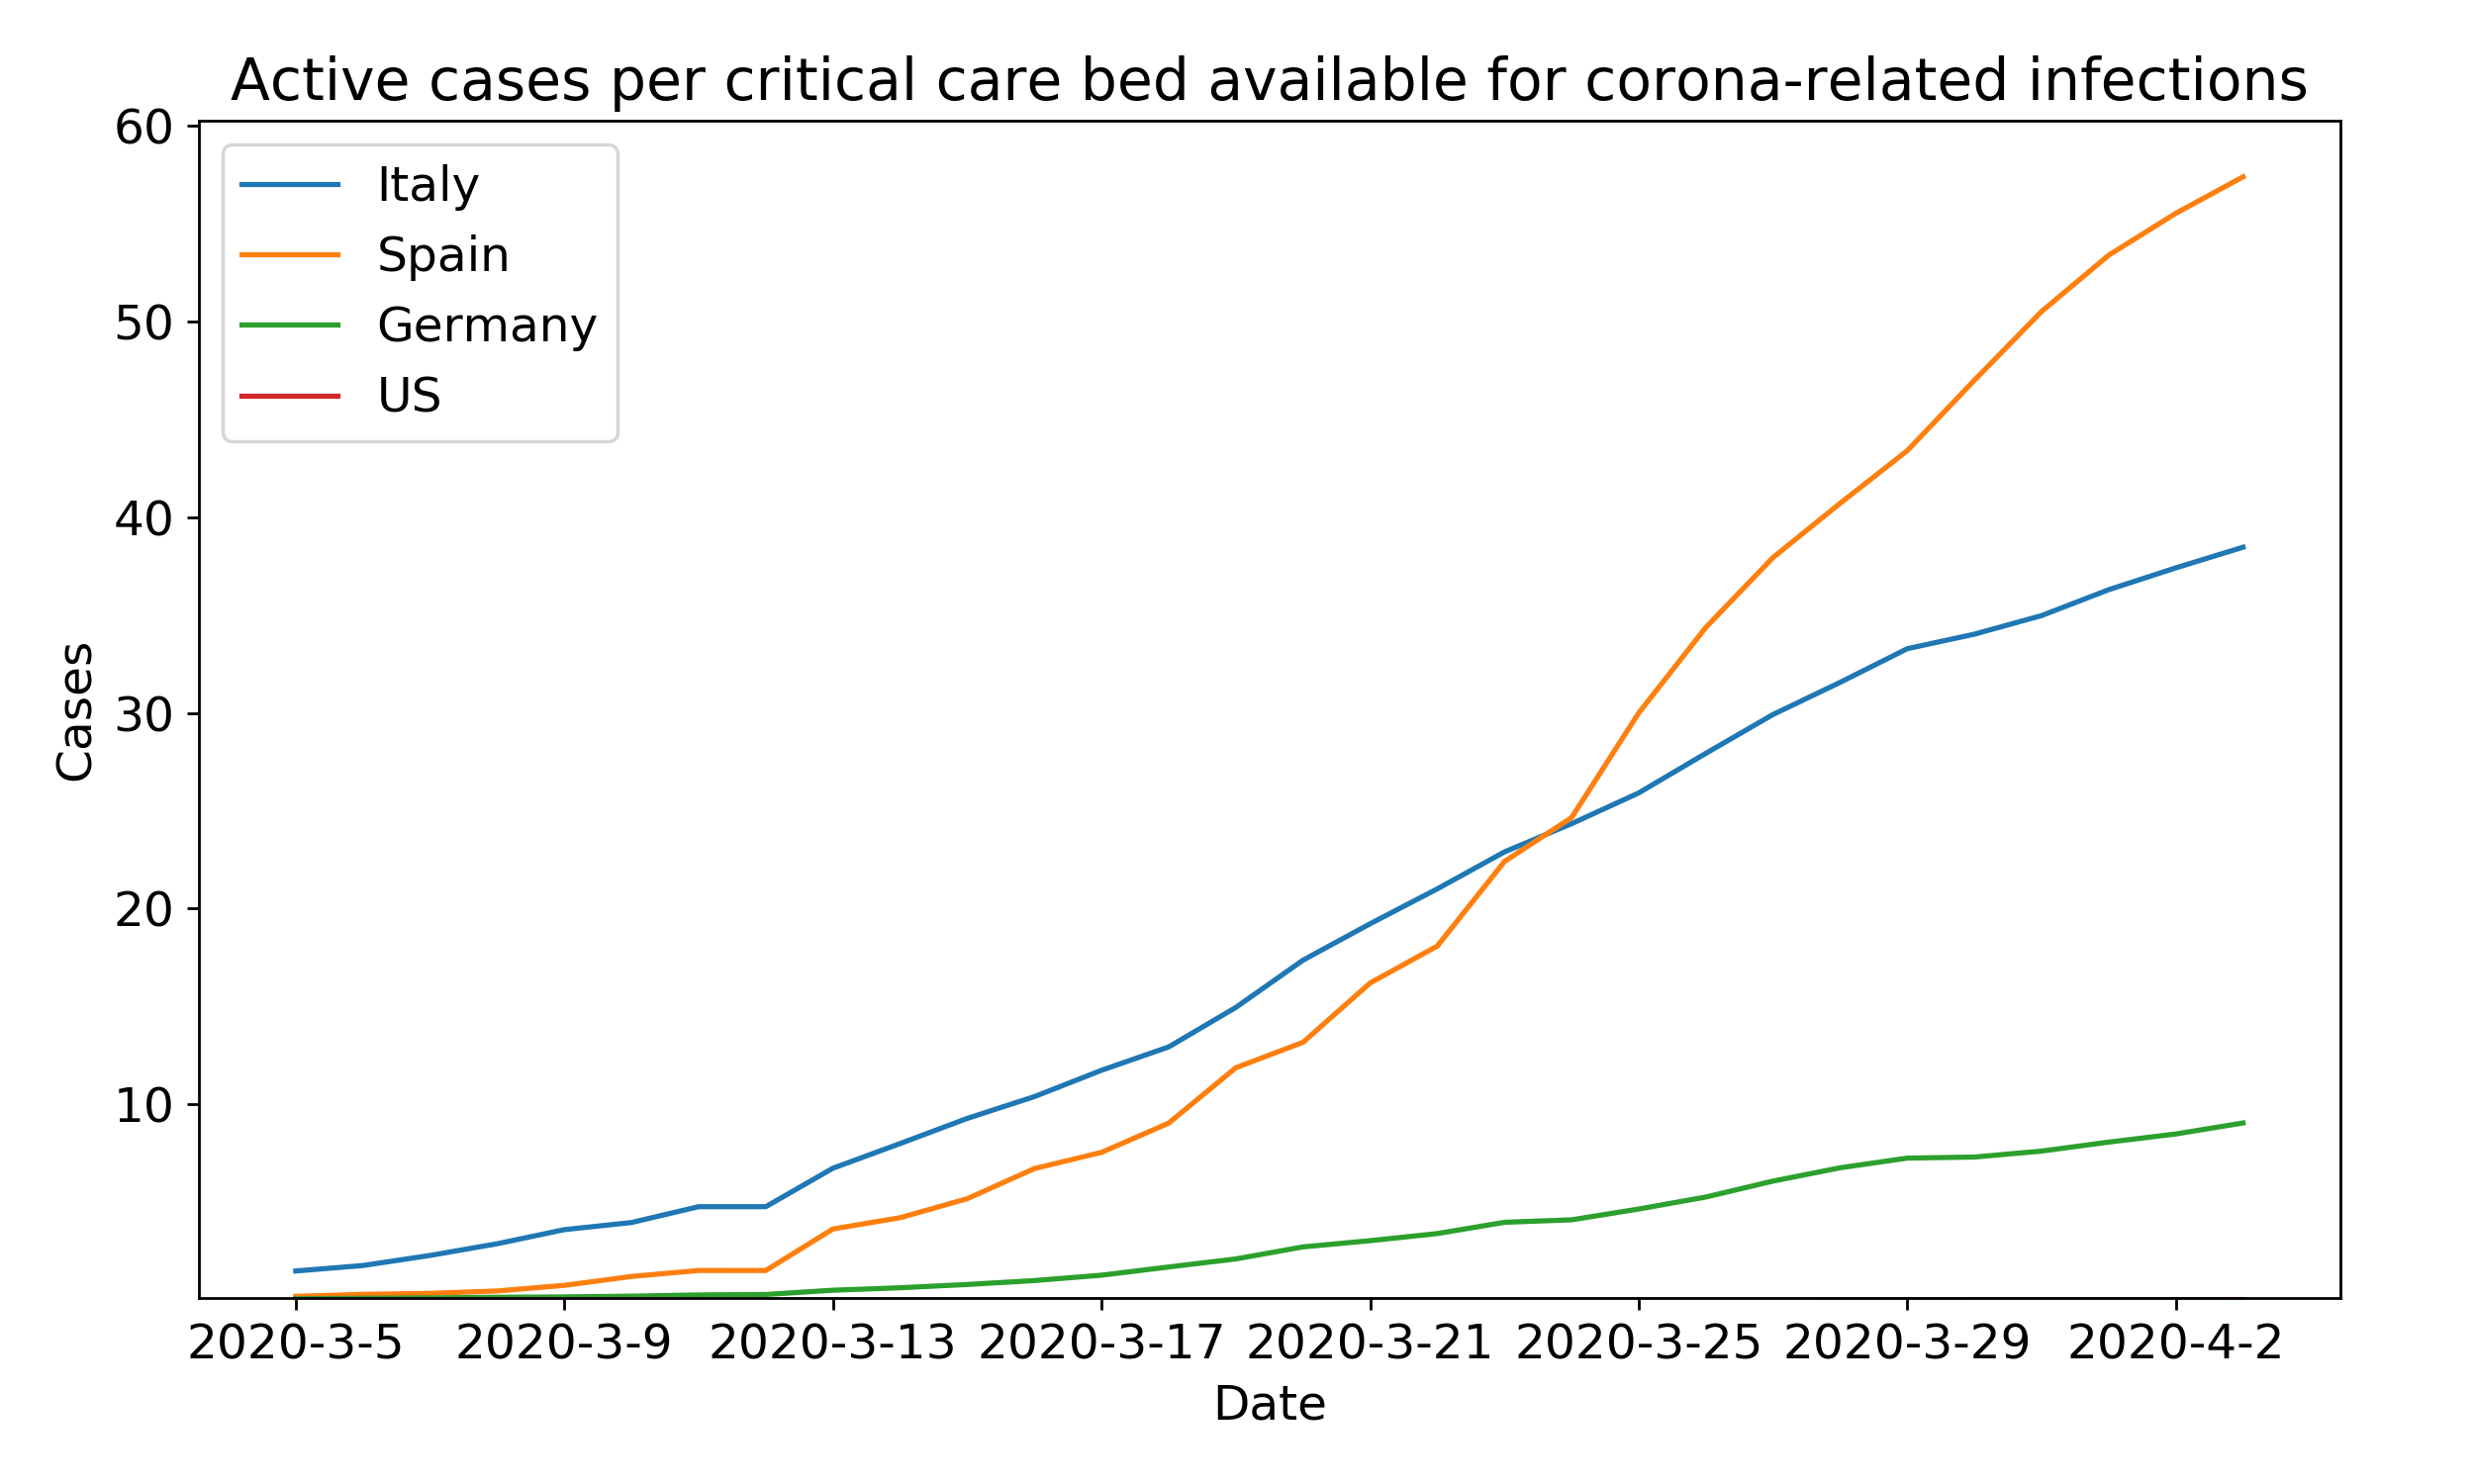 Active cases per critical care bed available for corona-related infections
60
50
40
30
20
10
Cases
Italy
Spain
Germany
US
2020-3-5 2020-3-9 2020-3-13 2020-3-17 2020-3-21 2020-3-25 2020-3-29 2020-4-2
Date